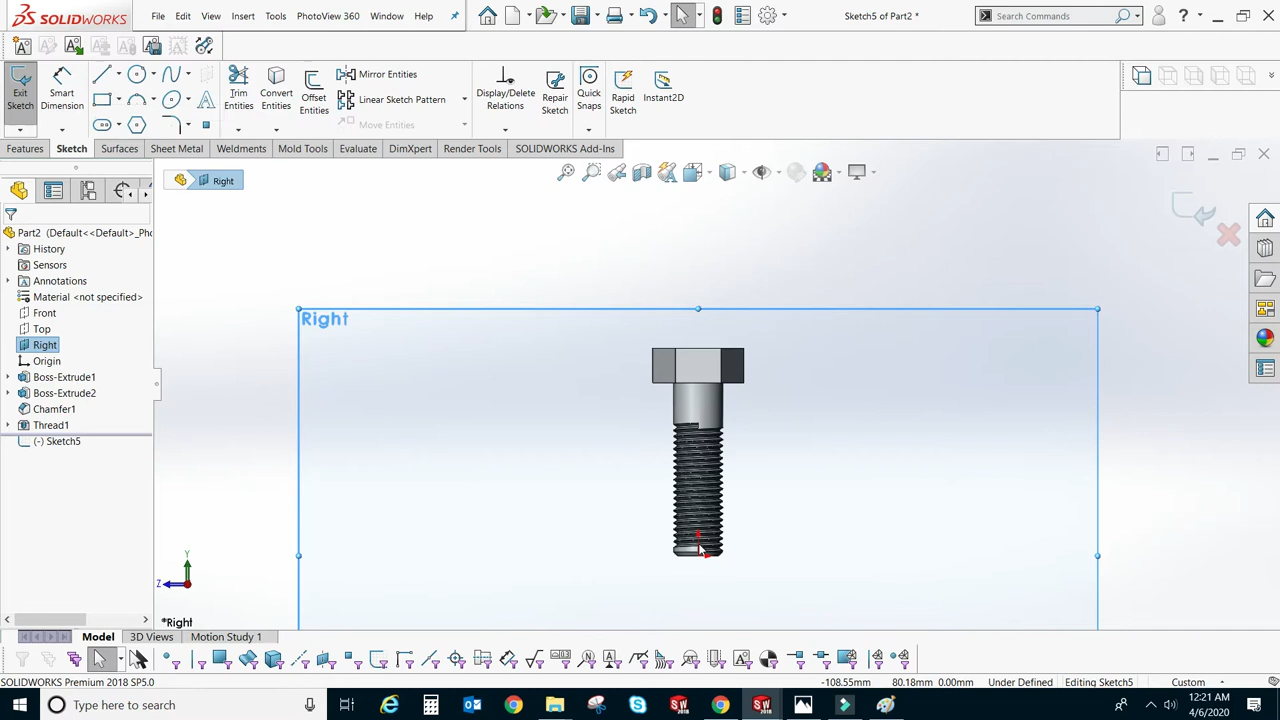 SOLIDWORKS File Edit View Insert Tools PhotoView 360 Window Help Sketch5 of Part2 * Search Commands ?
Exit Sketch Smart Dimension Trim Entities Convert Entities Offset Entities Mirror Entities Linear Sketch Pattern Move Entities Display/Delete Relations Repair Sketch Quick Snaps Rapid Sketch Instant2D
Features Sketch Surfaces Sheet Metal Weldments Mold Tools Evaluate DimXpert Render Tools SOLIDWORKS Add-Ins
Right
Part2 (Default<<Default>_Pho
History
Sensors
Annotations
Material <not specified>
Front
Top
Right
Origin
Boss-Extrude1
Boss-Extrude2
Chamfer1
Thread1
(-) Sketch5
Right
Y
Z
*Right
Model 3D Views Motion Study 1
SOLIDWORKS Premium 2018 SP5.0 -108.55mm 80.18mm 0.00mm Under Defined Editing Sketch5 Custom
Type here to search 12:21 AM
4/6/2020